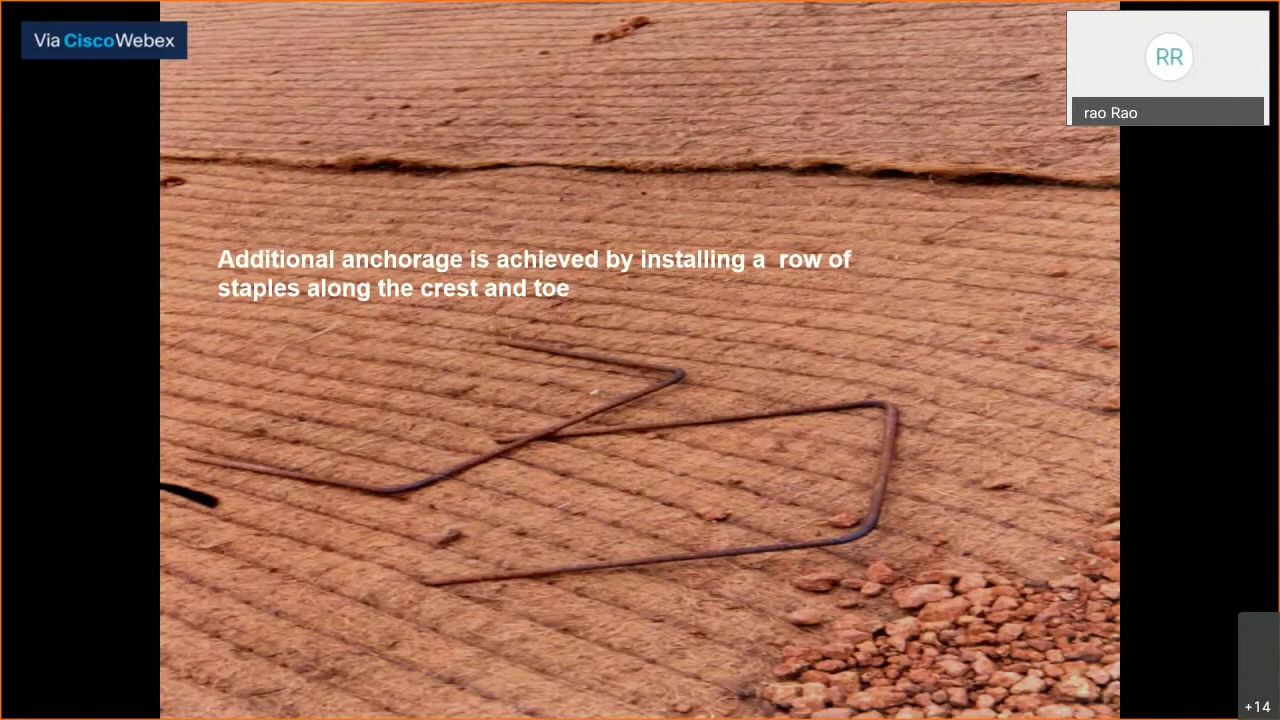 Via CiscoWebex
RR
rao Rao
Additional anchorage is achieved by installing a  row of
staples along the crest and toe
+14